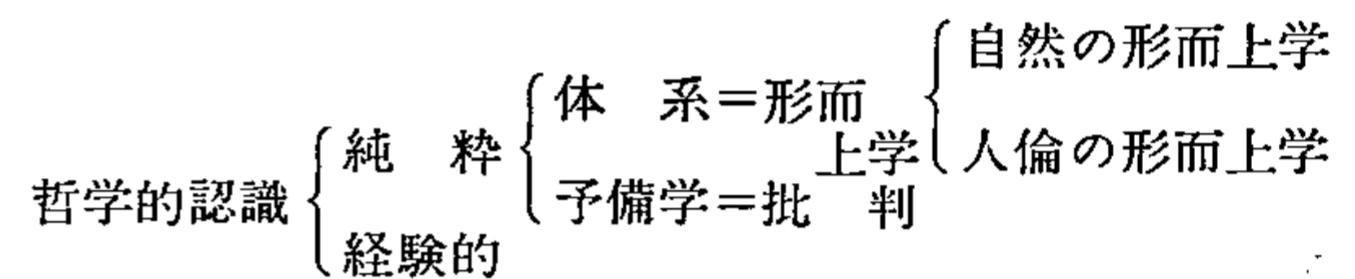 哲学的認識
純 粋
経験的
体 系=形而上学
予備学=批 判
自然の形而上学
人倫の形而上学